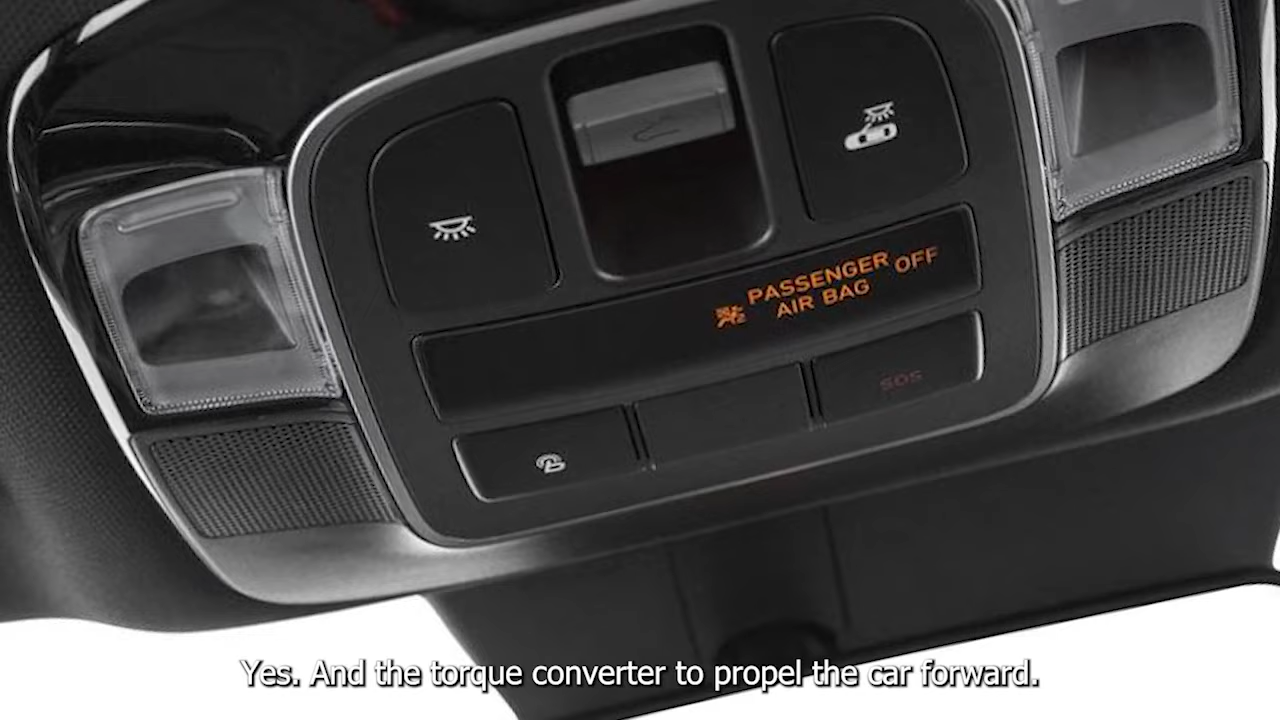 PASSENGER OFF
AIR BAG
SOS
Yes. And the torque converter to propel the car forward.